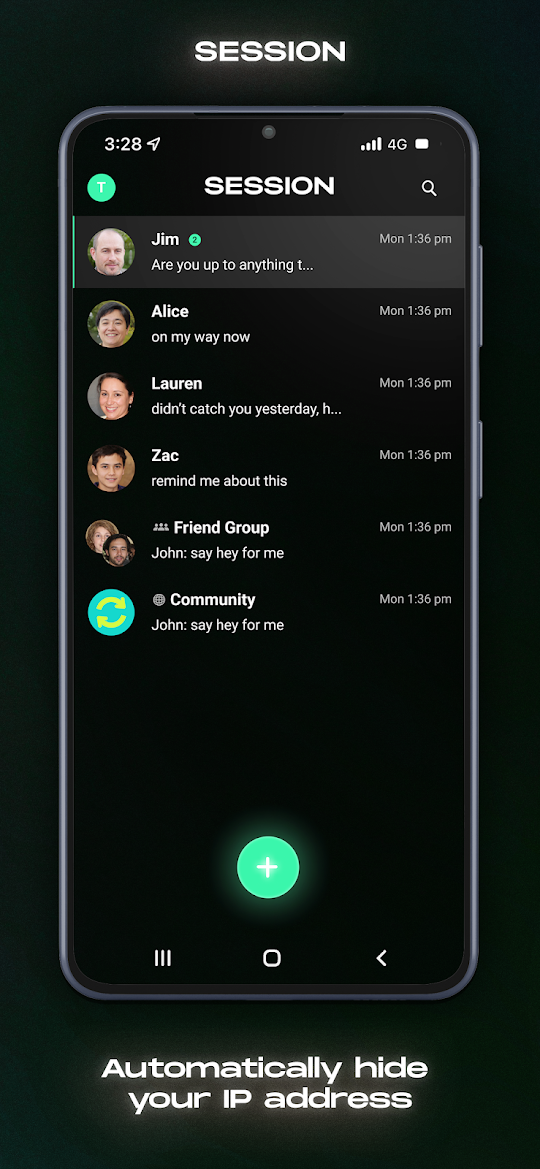 SESSION
3:28
4G
T
SESSION
Jim 2
Mon 1:36 pm
Are you up to anything t...
Alice
Mon 1:36 pm
on my way now
Lauren
Mon 1:36 pm
didn't catch you yesterday, h...
Zac
Mon 1:36 pm
remind me about this
Friend Group
Mon 1:36 pm
John: say hey for me
Community
Mon 1:36 pm
John: say hey for me
Automatically hide
your IP address